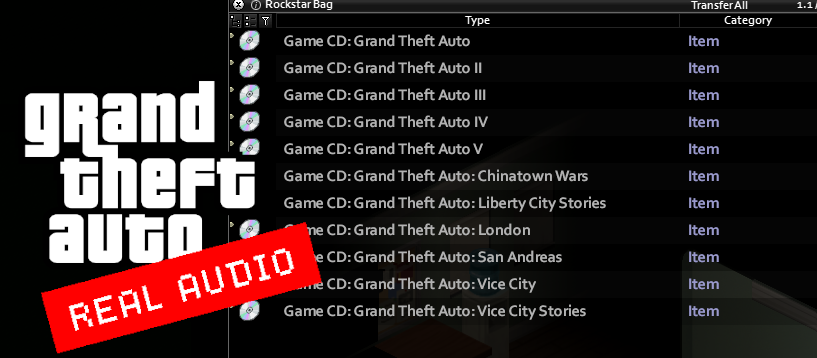 Rockstar Bag Transfer All 1.1/
Type Category
Game CD: Grand Theft Auto Item
Game CD: Grand Theft Auto II Item
Game CD: Grand Theft Auto III Item
Game CD: Grand Theft Auto IV Item
Game CD: Grand Theft Auto V Item
Game CD: Grand Theft Auto: Chinatown Wars Item
Game CD: Grand Theft Auto: Liberty City Stories Item
Game CD: Grand Theft Auto: London Item
Game CD: Grand Theft Auto: San Andreas Item
Game CD: Grand Theft Auto: Vice City Item
Game CD: Grand Theft Auto: Vice City Stories Item
grand
theft
auto
REAL AUDIO